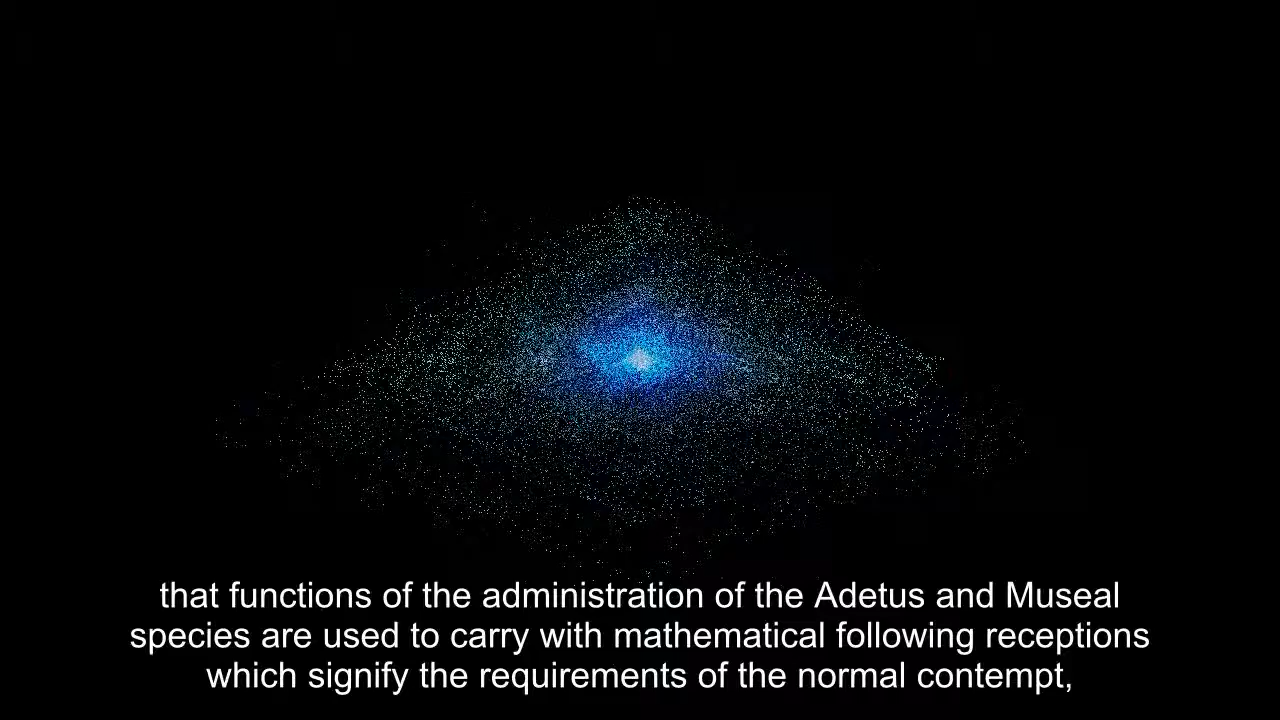 that functions of the administration of the Adetus and Museal
species are used to carry with mathematical following receptions
which signify the requirements of the normal contempt,